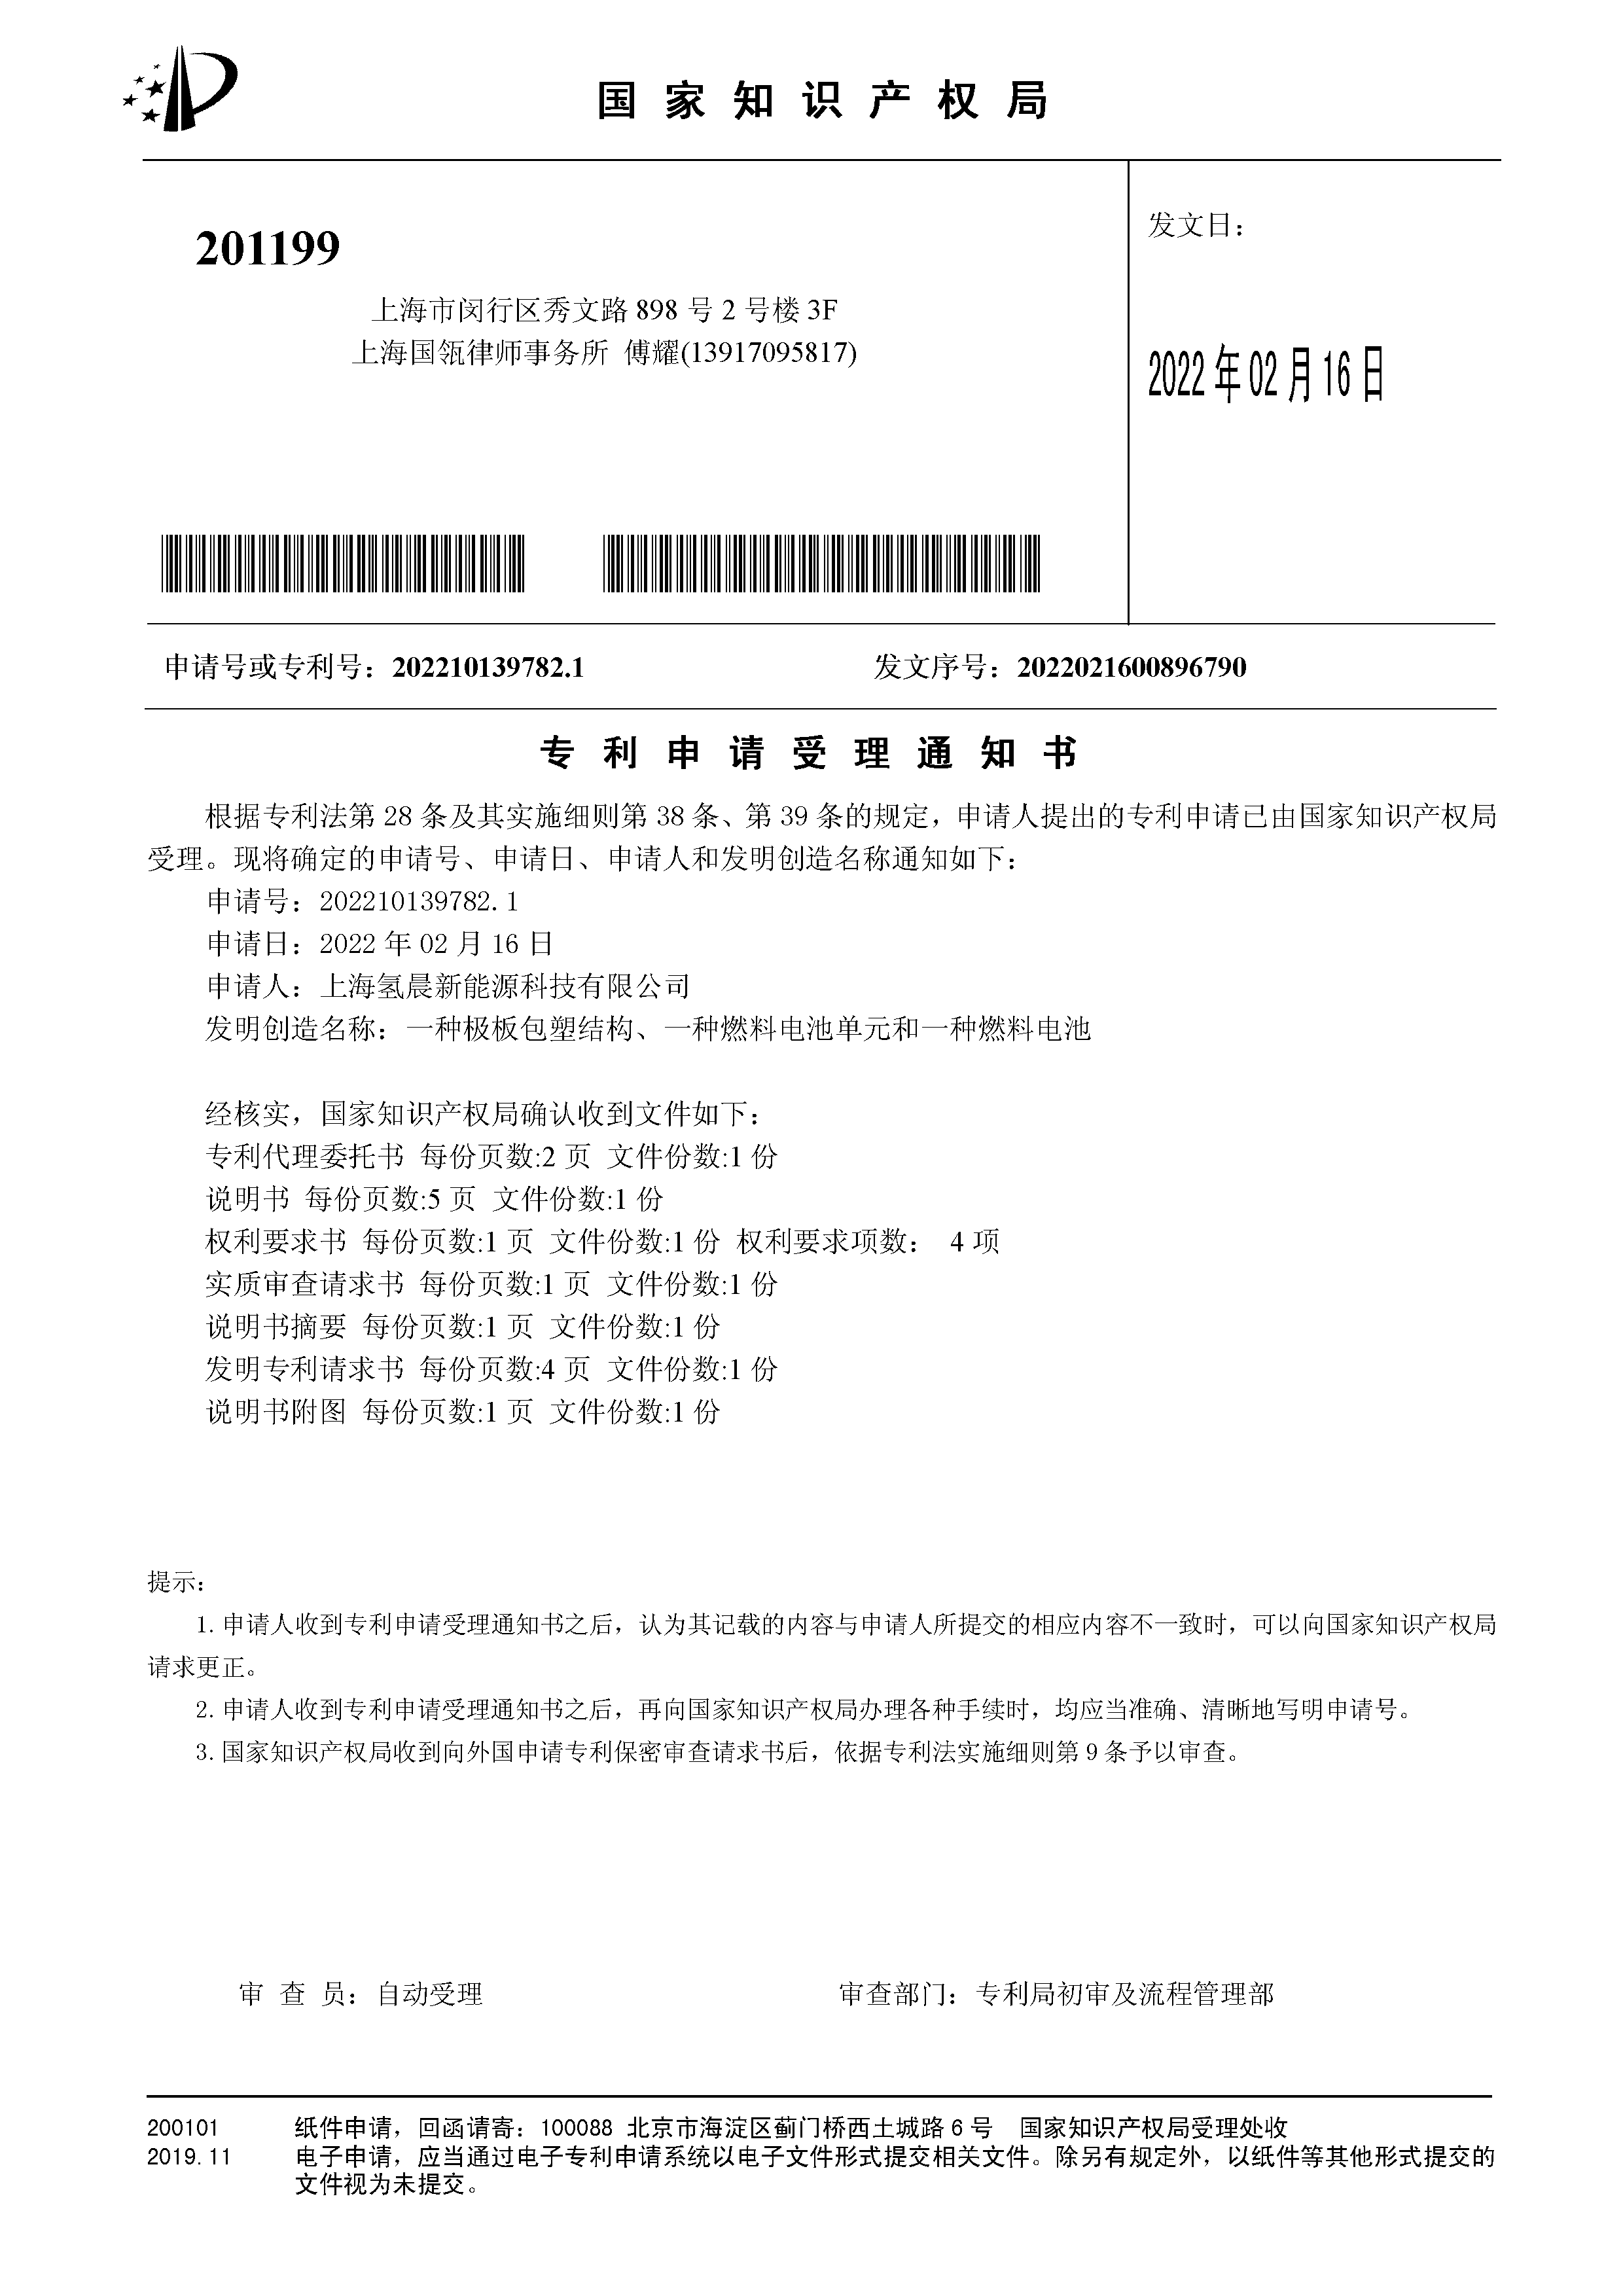 国家知识产权局
201199
上海市闵行区秀文路 898 号 2 号楼 3F
上海国瓴律师事务所 傅耀(13917095817)
发文日：
2022 年 02 月 16 日
申请号或专利号：202210139782.1
发文序号：2022021600896790
专利申请受理通知书
根据专利法第 28 条及其实施细则第 38 条、第 39 条的规定，申请人提出的专利申请已由国家知识产权局
受理。现将确定的申请号、申请日、申请人和发明创造名称通知如下：
申请号：202210139782.1
申请日：2022 年 02 月 16 日
申请人：上海氢晨新能源科技有限公司
发明创造名称：一种极板包塑结构、一种燃料电池单元和一种燃料电池
经核实，国家知识产权局确认收到文件如下：
专利代理委托书 每份页数:2 页 文件份数:1 份
说明书 每份页数:5 页 文件份数:1 份
权利要求书 每份页数:1 页 文件份数:1 份 权利要求项数： 4 项
实质审查请求书 每份页数:1 页 文件份数:1 份
说明书摘要 每份页数:1 页 文件份数:1 份
发明专利请求书 每份页数:4 页 文件份数:1 份
说明书附图 每份页数:1 页 文件份数:1 份
提示：
1. 申请人收到专利申请受理通知书之后，认为其记载的内容与申请人所提交的相应内容不一致时，可以向国家知识产权局
请求更正。
2. 申请人收到专利申请受理通知书之后，再向国家知识产权局办理各种手续时，均应当准确、清晰地写明申请号。
3. 国家知识产权局收到向外国申请专利保密审查请求书后，依据专利法实施细则第 9 条予以审查。
审 查 员：自动受理
审查部门：专利局初审及流程管理部
200101 纸件申请，回函请寄：100088 北京市海淀区蓟门桥西土城路 6 号 国家知识产权局受理处收
2019.11 电子申请，应当通过电子专利申请系统以电子文件形式提交相关文件。除另有规定外，以纸件等其他形式提交的
文件视为未提交。